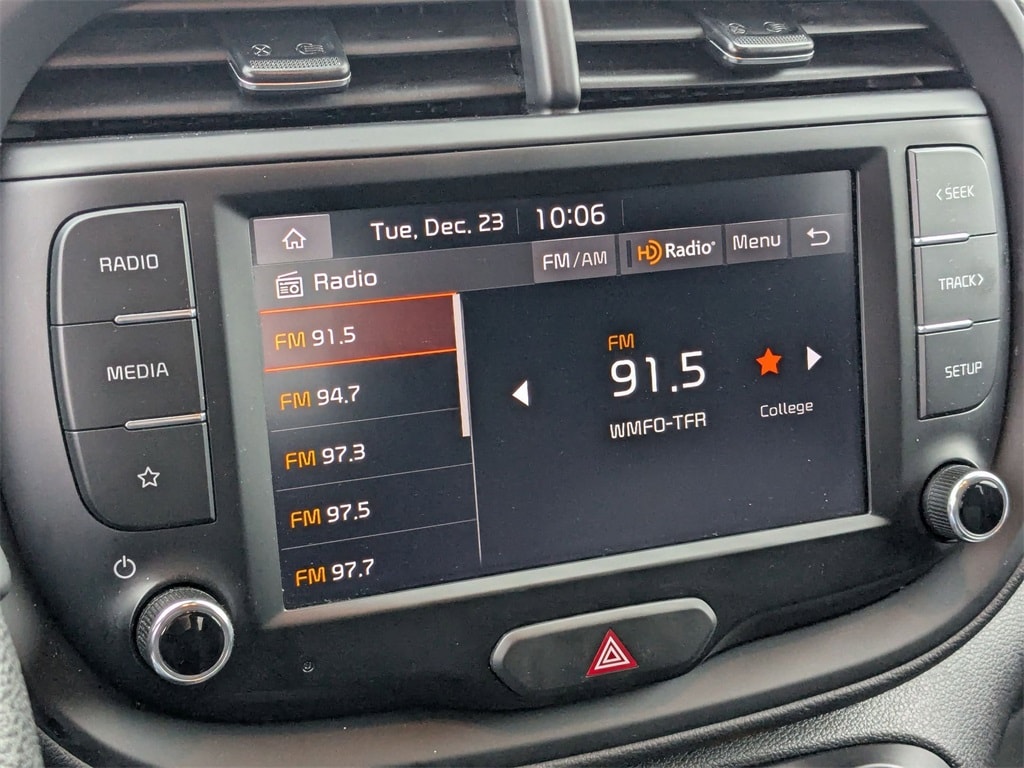 RADIO
MEDIA
Tue, Dec. 23 10:06
Radio
FM/AM HD Radio® Menu
FM 91.5
FM 94.7
FM 97.3
FM 97.5
FM 97.7
FM
91.5
WMFO-TFR
College
<SEEK
TRACK>
SETUP